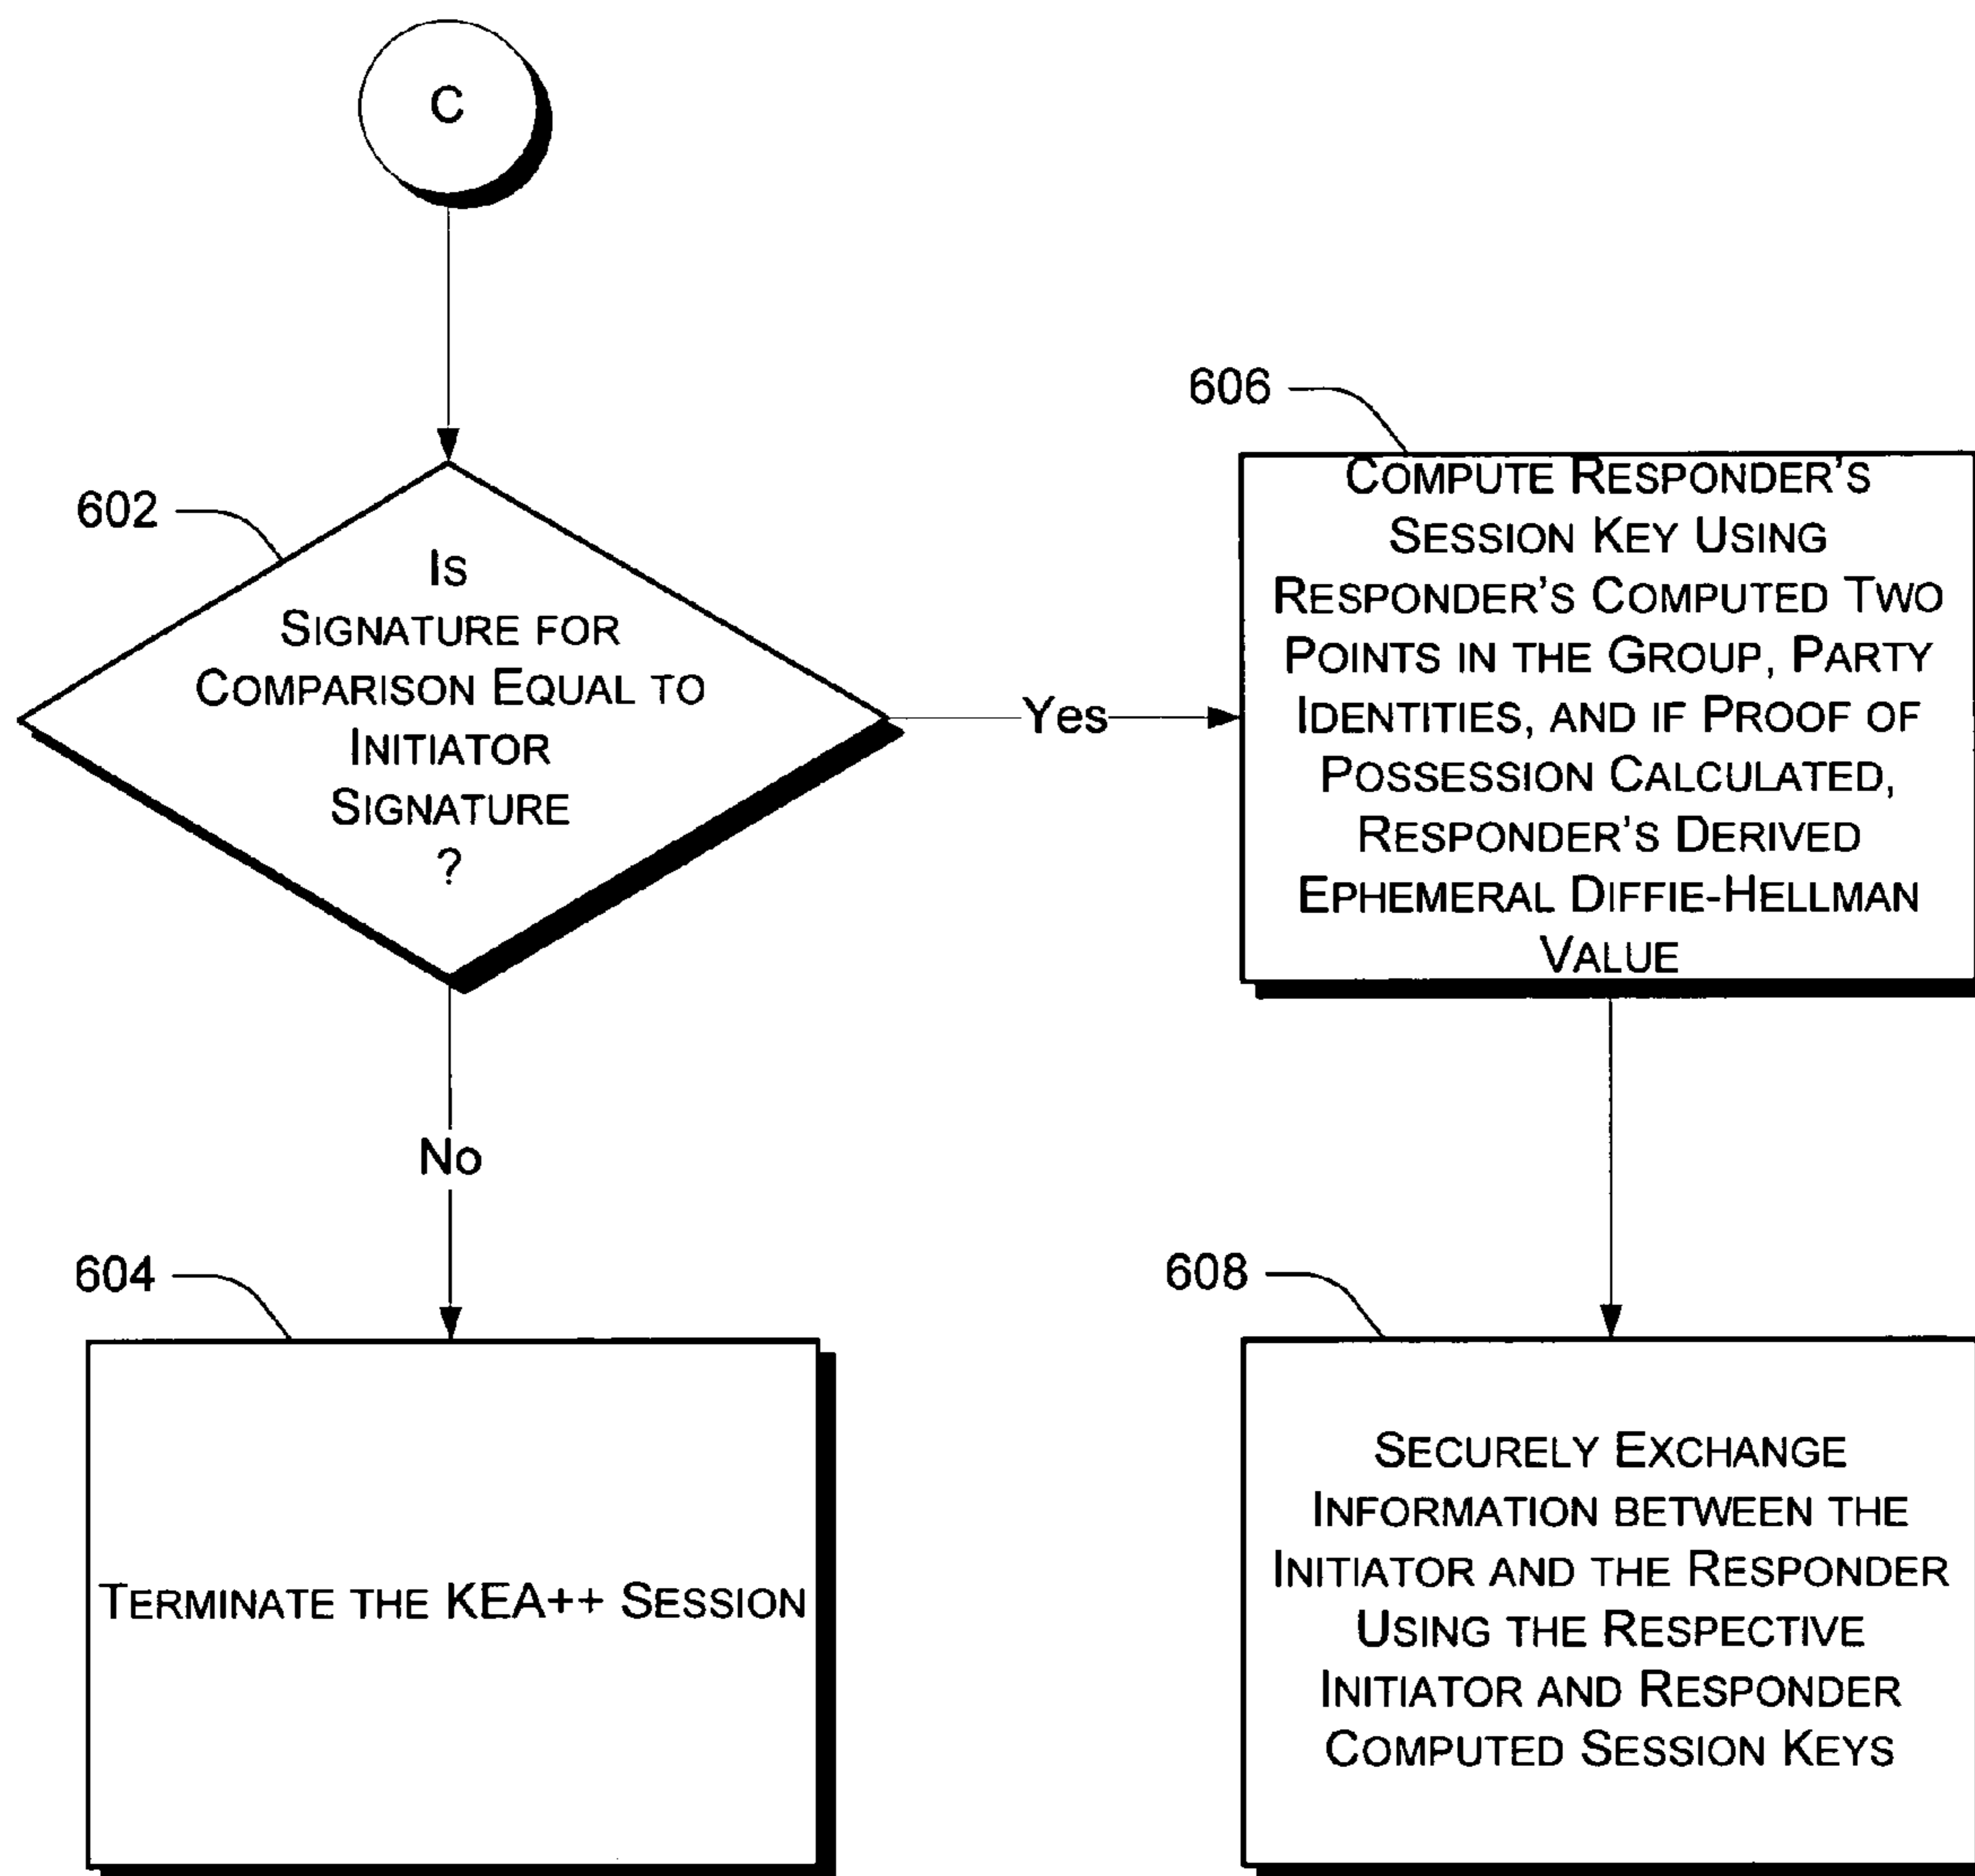 C
602
Is
Signature for
Comparison Equal to
Initiator
Signature
?
Yes
No
604
Terminate the KEA++ Session
606
Compute Responder's
Session Key Using
Responder's Computed Two
Points in the Group, Party
Identities, and if Proof of
Possession Calculated,
Responder's Derived
Ephemeral Diffie-Hellman
Value
608
Securely Exchange
Information between the
Initiator and the Responder
Using the Respective
Initiator and Responder
Computed Session Keys